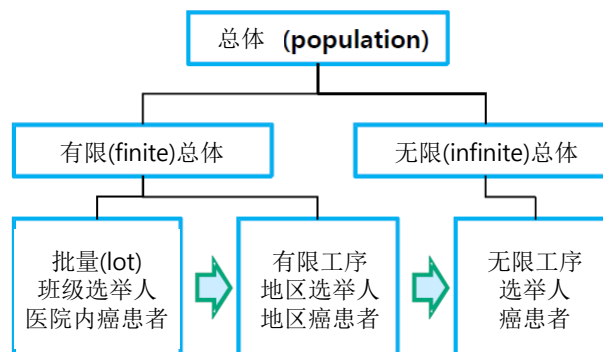 总体 (population)
有限(finite)总体
无限(infinite)总体
批量(lot)
班级选举人
医院内癌患者
有限工序
地区选举人
地区癌患者
无限工序
选举人
癌患者